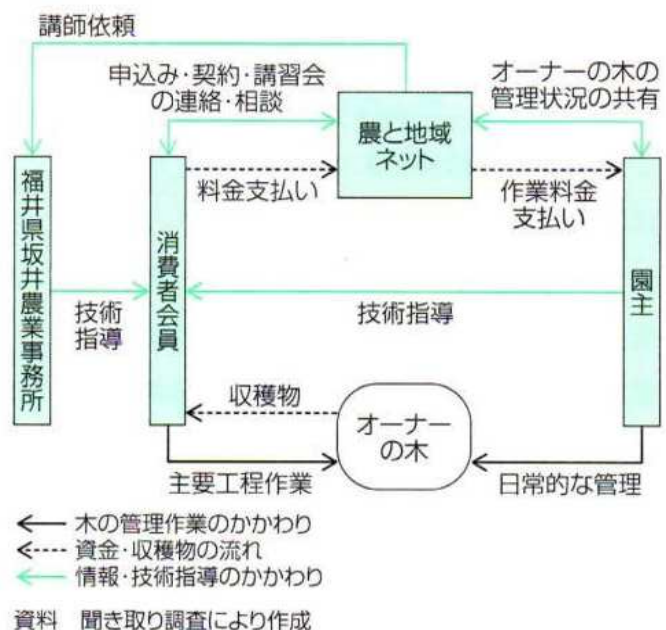 講師依頼
申込み・契約・講習会
の連絡・相談
オーナーの木の
管理状況の共有
農と地域
ネット
料金支払い
作業料金
支払い
福井県坂井農業事務所
消費者会員
園主
技術
指導
技術指導
収穫物
オーナー
の木
主要工程作業
日常的な管理
木の管理作業のかかわり
資金・収穫物の流れ
情報・技術指導のかかわり
資料 聞き取り調査により作成